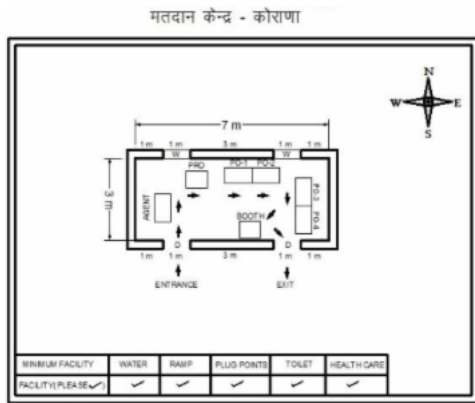 मतदान केन्द्र - कोराणा
N
W E
S
7 m
1 m 1 m 3 m 1 m 1 m
W W
PRO PO-1 PO-2
3 m
AGENT
PO-3
PO-4
BOOTH
D D
1 m 1 m 3 m 1 m 1 m
ENTRANCE EXIT
MINIMUM FACILITY WATER RAMP PLUG POINTS TOILET HEALTH CARE
FACILITY(PLEASE✓) ✓ ✓ ✓ ✓ ✓